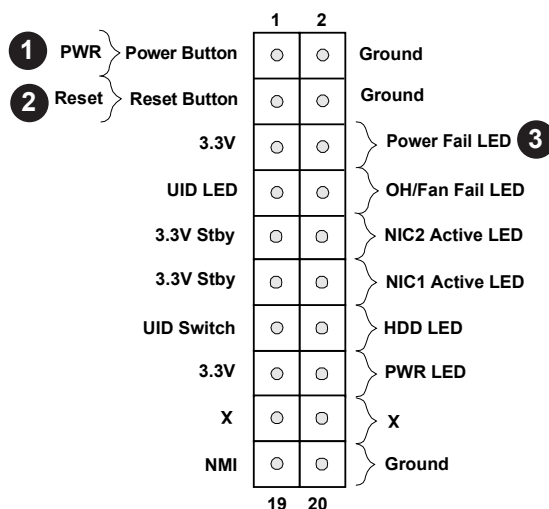 1 2
1 PWR Power Button Ground
2 Reset Reset Button Ground
3.3V Power Fail LED 3
UID LED OH/Fan Fail LED
3.3V Stby NIC2 Active LED
3.3V Stby NIC1 Active LED
UID Switch HDD LED
3.3V PWR LED
X X
NMI Ground
19 20